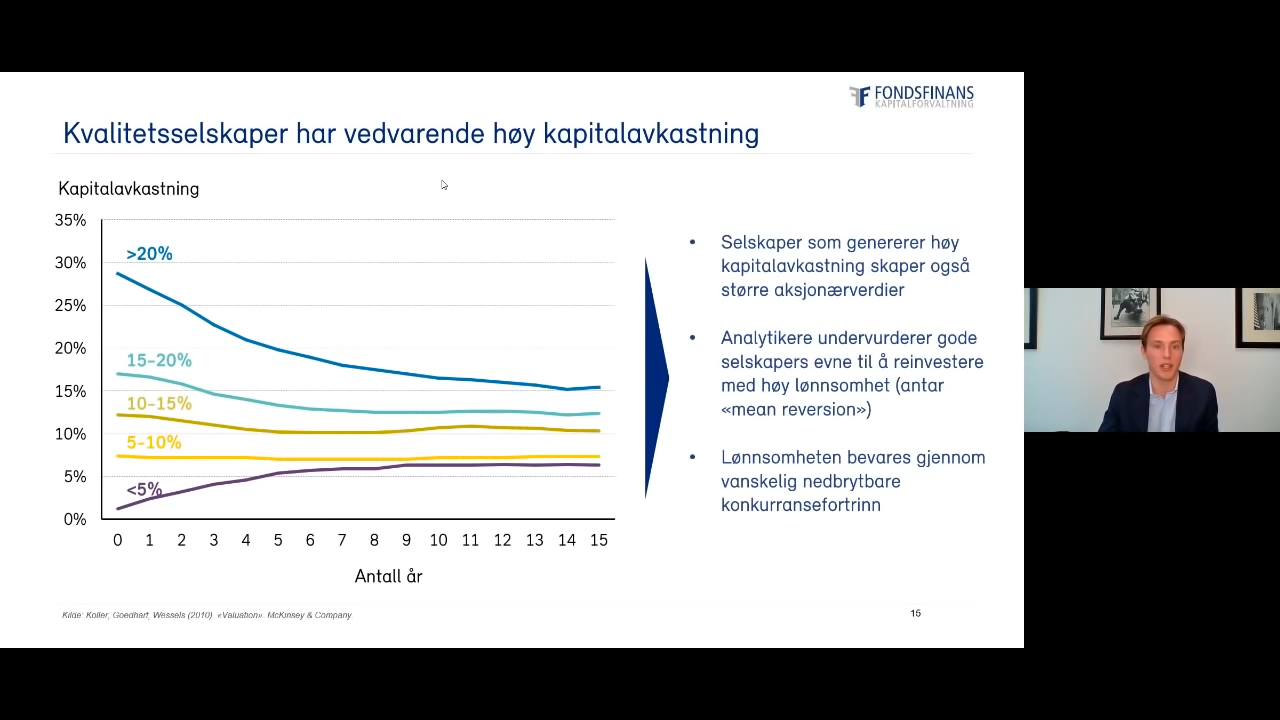 FONDSFINANS
KAPITALFORVALTNING
Kvalitetsselskaper har vedvarende høy kapitalavkastning
Kapitalavkastning
35%
30%
25%
20%
15%
10%
5%
0%
>20%
15-20%
10-15%
5-10%
<5%
0 1 2 3 4 5 6 7 8 9 10 11 12 13 14 15
Antall år
• Selskaper som genererer høy
kapitalavkastning skaper også
større aksjonærverdier
• Analytikere undervurderer gode
selskapers evne til å reinvestere
med høy lønnsomhet (antar
«mean reversion»)
• Lønnsomheten bevares gjennom
vanskelig nedbrytbare
konkurransefortrinn
Kilde: Koller, Goedhart, Wessels (2010). «Valuation». McKinsey & Company.
15